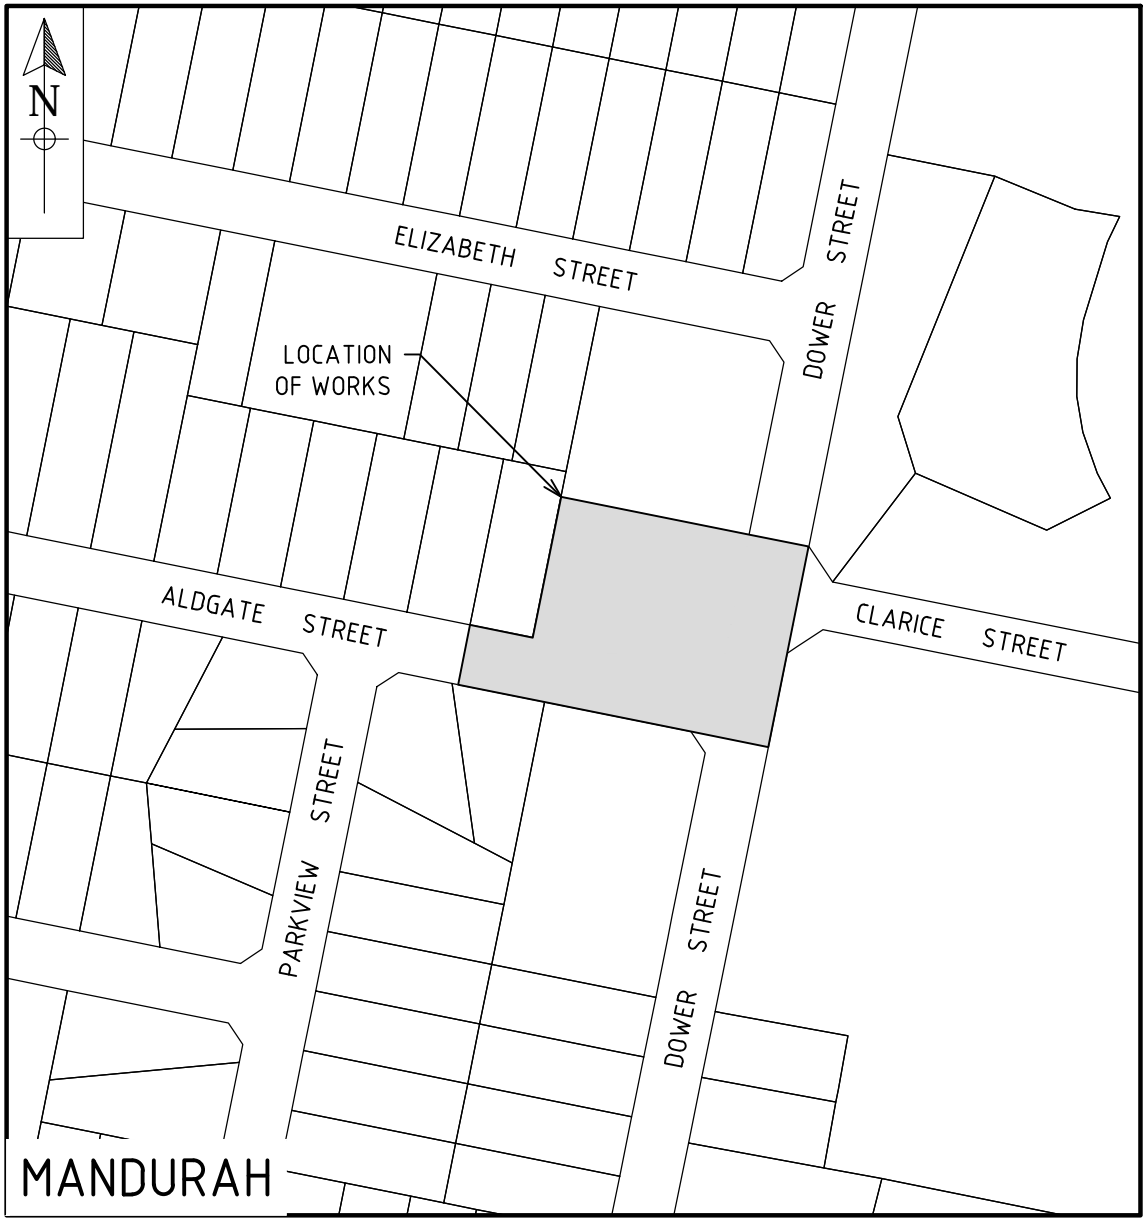 N
ELIZABETH STREET
DOWER STREET
LOCATION
OF WORKS
ALDGATE STREET
CLARICE STREET
PARKVIEW STREET
DOWER STREET
MANDURAH